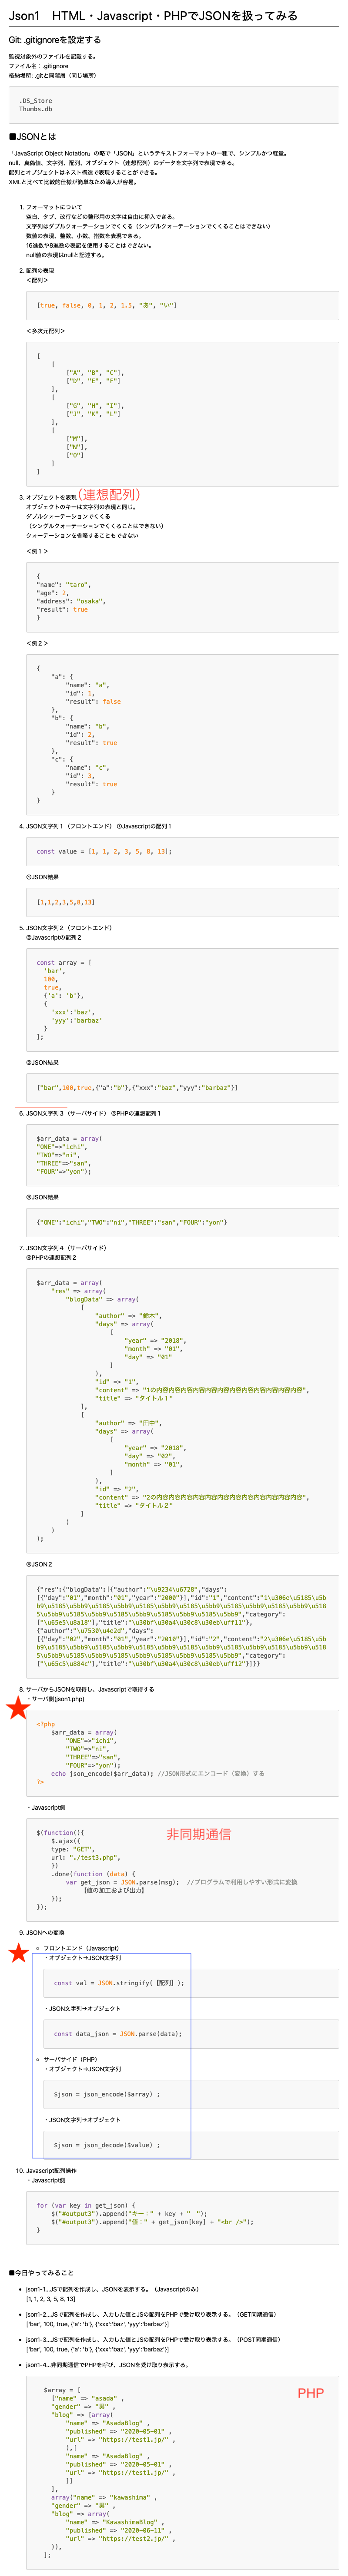 Json1　HTML・Javascript・PHPでJSONを扱ってみる
Git: .gitignoreを設定する
監視対象外のファイルを記載する。
ファイル名：.gitignore
格納場所: .gitと同階層（同じ場所）
.DS_Store
Thumbs.db
■JSONとは
「JavaScript Object Notation」の略で「JSON」というテキストフォーマットの一種で、シンプルかつ軽量。
null、真偽値、文字列、配列、オブジェクト（連想配列）のデータを文字列で表現できる。
配列とオブジェクトはネスト構造で表現することができる。
XMLと比べて比較的仕様が簡単なため導入が容易。
1. フォーマットについて
空白、タブ、改行などの整形用の文字は自由に挿入できる。
文字列はダブルクォーテーションでくくる（シングルクォーテーションでくくることはできない）
数値の表現、整数、小数、指数を表現できる。
16進数や8進数の表記を使用することはできない。
null値の表現はnullと記述する。
2. 配列の表現
＜配列＞
[true, false, 0, 1, 2, 1.5, "あ", "い"]
＜多次元配列＞
[
[
["A", "B", "C"],
["D", "E", "F"]
],
[
["G", "H", "I"],
["J", "K", "L"]
],
[
["M"],
["N"],
["O"]
]
]
3. オブジェクトを表現（連想配列）
オブジェクトのキーは文字列の表現と同じ。
ダブルクォーテーションでくくる
（シングルクォーテーションでくくることはできない）
クォーテーションを省略することもできない
＜例１＞
{
"name": "taro",
"age": 2,
"address": "osaka",
"result": true
}
＜例２＞
{
"a": {
"name": "a",
"id": 1,
"result": false
},
"b": {
"name": "b",
"id": 2,
"result": true
},
"c": {
"name": "c",
"id": 3,
"result": true
}
}
4. JSON文字列１（フロントエンド） ①Javascriptの配列１
const value = [1, 1, 2, 3, 5, 8, 13];
①JSON結果
[1,1,2,3,5,8,13]
5. JSON文字列２（フロントエンド）
②Javascriptの配列２
const array = [
'bar',
100,
true,
{'a': 'b'},
{
'xxx':'baz',
'yyy':'barbaz'
}
];
②JSON結果
["bar",100,true,{"a":"b"},{"xxx":"baz","yyy":"barbaz"}]
6. JSON文字列３（サーバサイド） ③PHPの連想配列１
$arr_data = array(
"ONE"=>"ichi",
"TWO"=>"ni",
"THREE"=>"san",
"FOUR"=>"yon");
③JSON結果
{"ONE":"ichi","TWO":"ni","THREE":"san","FOUR":"yon"}
7. JSON文字列４（サーバサイド）
④PHPの連想配列２
$arr_data = array(
"res" => array(
"blogData" => array(
[
"author" => "鈴木",
"days" => array(
[
"year" => "2018",
"month" => "01",
"day" => "01"
]
),
"id" => "1",
"content" => "1の内容内容内容内容内容内容内容内容内容内容内容内容",
"title" => "タイトル１"
],
[
"author" => "田中",
"days" => array(
[
"year" => "2018",
"day" => "02",
"month" => "01",
]
),
"id" => "2",
"content" => "2の内容内容内容内容内容内容内容内容内容内容内容内容",
"title" => "タイトル２"
]
)
)
);
④JSON２
{"res":{"blogData":[{"author":"\u9234\u6728","days":
[{"day":"01","month":"01","year":"2000"}],"id":"1","content":"1\u306e\u5185\u5b
b9\u5185\u5bb9\u5185\u5bb9\u5185\u5bb9\u5185\u5bb9\u5185\u5bb9\u5185\u5bb9\u518
5\u5bb9\u5185\u5bb9\u5185\u5bb9\u5185\u5bb9\u5185\u5bb9","category":
["\u65e5\u8a18"],"title":"\u30bf\u30a4\u30c8\u30eb\uff11"},
{"author":"\u7530\u4e2d","days":
[{"day":"02","month":"01","year":"2010"}],"id":"2","content":"2\u306e\u5185\u5b
b9\u5185\u5bb9\u5185\u5bb9\u5185\u5bb9\u5185\u5bb9\u5185\u5bb9\u5185\u5bb9\u518
5\u5bb9\u5185\u5bb9\u5185\u5bb9\u5185\u5bb9\u5185\u5bb9","category":
["\u65c5\u884c"],"title":"\u30bf\u30a4\u30c8\u30eb\uff12"}]}}
8. サーバからJSONを取得し、Javascriptで取得する
・サーバ側(json1.php)
<?php
$arr_data = array(
"ONE"=>"ichi",
"TWO"=>"ni",
"THREE"=>"san",
"FOUR"=>"yon");
echo json_encode($arr_data); //JSON形式にエンコード（変換）する
?>
・Javascript側
非同期通信
$(function(){
$.ajax({
type: "GET",
url: "./test3.php",
})
.done(function (data) {
var get_json = JSON.parse(msg); //プログラムで利用しやすい形式に変換
【値の加工および出力】
});
});
9. JSONへの変換
フロントエンド（Javascript）
・オブジェクト→JSON文字列
const val = JSON.stringify(【配列】);
・JSON文字列→オブジェクト
const data_json = JSON.parse(data);
サーバサイド（PHP）
・オブジェクト→JSON文字列
$json = json_encode($array) ;
・JSON文字列→オブジェクト
$json = json_decode($value) ;
10. Javascript配列操作
・Javascript側
for (var key in get_json) {
$("#output3").append("キー：" + key + "　");
$("#output3").append("値：" + get_json[key] + "<br />");
}
■今日やってみること
json1-1...JSで配列を作成し、JSONを表示する。（Javascriptのみ）
[1, 1, 2, 3, 5, 8, 13]
json1-2...JSで配列を作成し、入力した値とJSの配列をPHPで受け取り表示する。（GET同期通信）
['bar', 100, true, {'a': 'b'}, {'xxx':'baz', 'yyy':'barbaz'}]
json1-3...JSで配列を作成し、入力した値とJSの配列をPHPで受け取り表示する。（POST同期通信）
['bar', 100, true, {'a': 'b'}, {'xxx':'baz', 'yyy':'barbaz'}]
json1-4...非同期通信でPHPを呼び、JSONを受け取り表示する。
PHP
$array = [
["name" => "asada" ,
"gender" => "男" ,
"blog" => [array(
"name" => "AsadaBlog" ,
"published" => "2020-05-01" ,
"url" => "https://test1.jp/" ,
),[
"name" => "AsadaBlog" ,
"published" => "2020-05-01" ,
"url" => "https://test1.jp/" ,
]]
],
array("name" => "kawashima" ,
"gender" => "男" ,
"blog" => array(
"name" => "KawashimaBlog" ,
"published" => "2020-06-11" ,
"url" => "https://test2.jp/" ,
)),
];